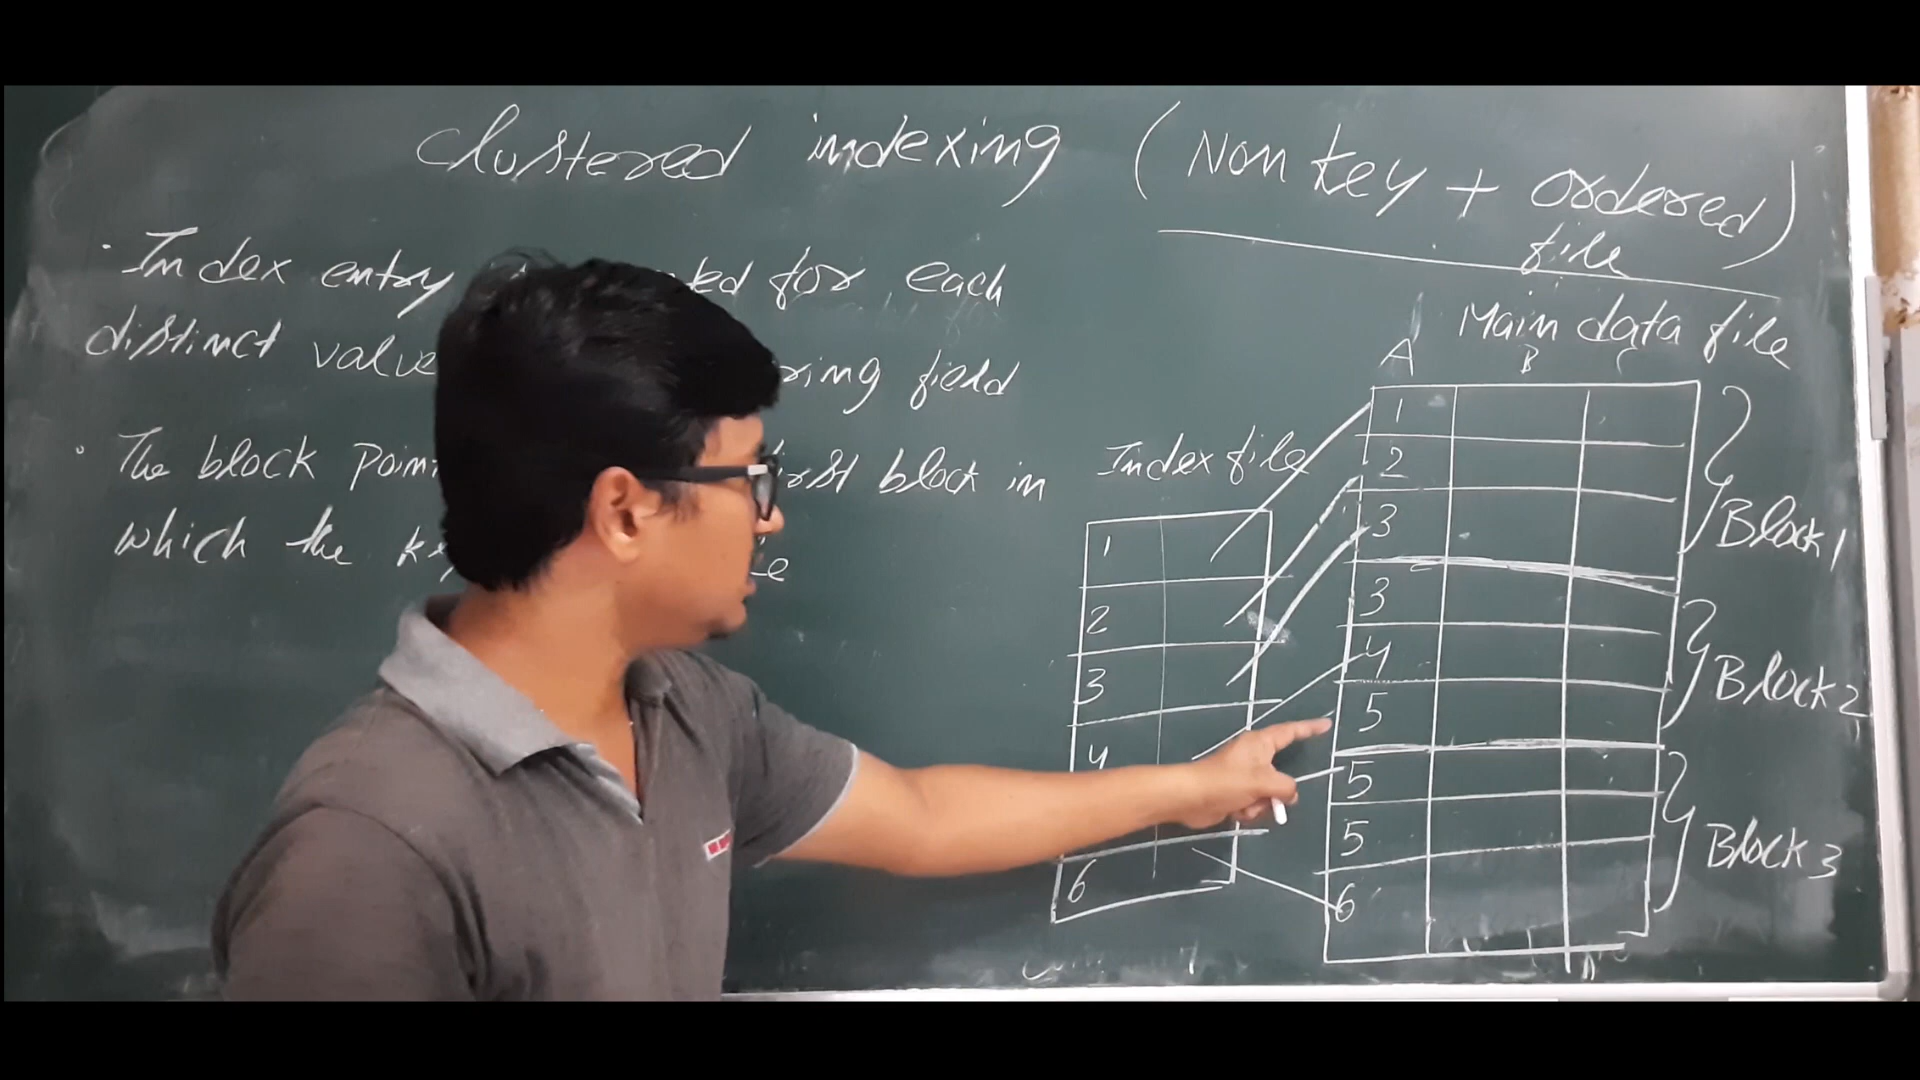 Clustered indexing (Non key + ordered)
file
Index entry for each
distinct value field
The block first block in
which the
Index file
1
2
3
4
6
Main data file
A B C
1
2
3
3
4
5
5
5
6
Block 1
Block 2
Block 3